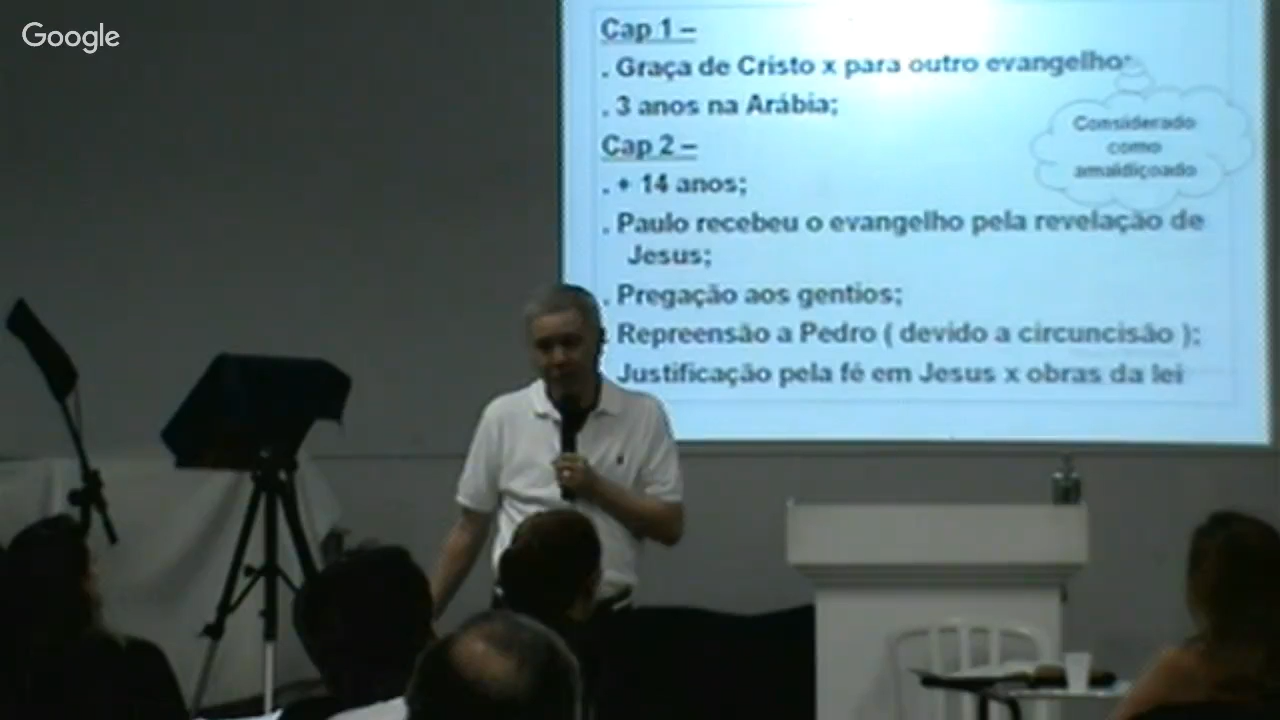 Google
Cap 1 –
. Graça de Cristo x para outro evangelho;
. 3 anos na Arábia;
Considerado
como
amaldiçoado
Cap 2 –
. + 14 anos;
. Paulo recebeu o evangelho pela revelação de
Jesus;
. Pregação aos gentios;
. Repreensão a Pedro ( devido a circuncisão );
Justificação pela fé em Jesus x obras da lei